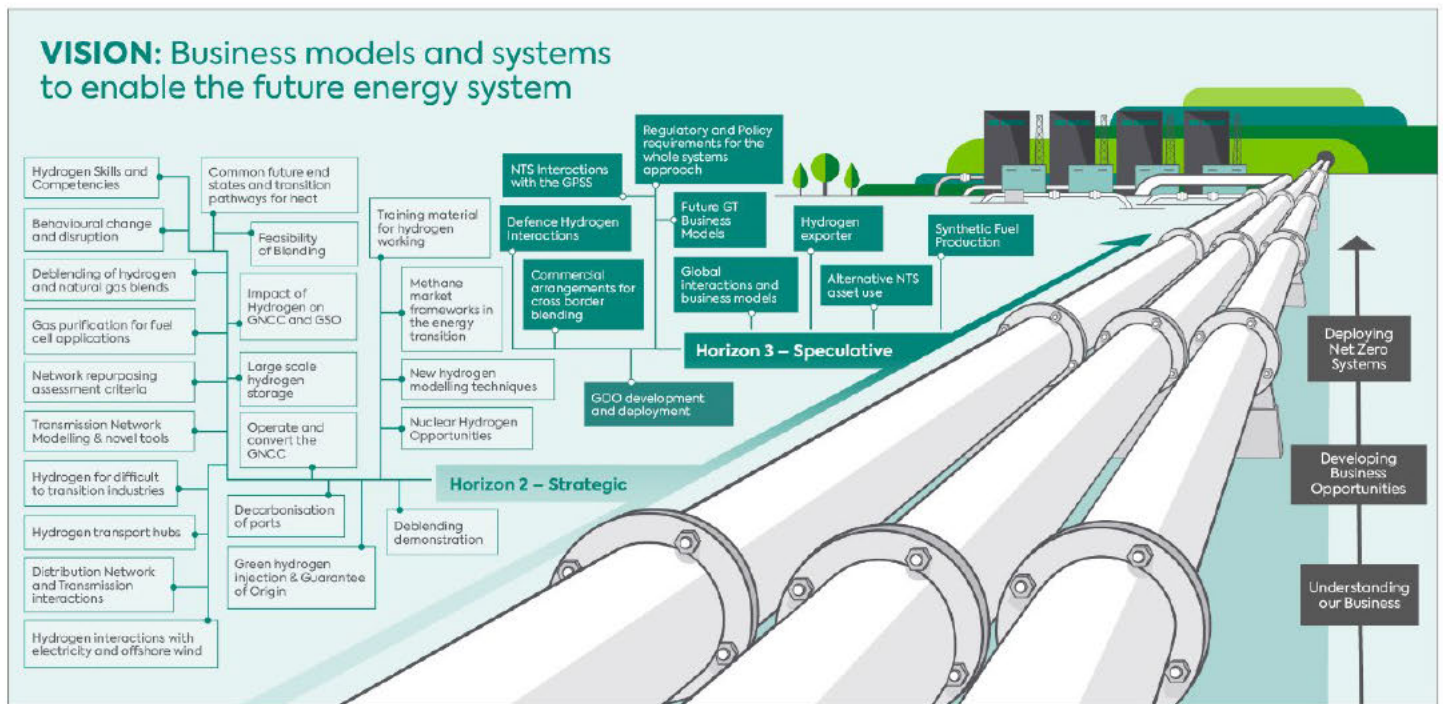 VISION: Business models and systems
to enable the future energy system
Hydrogen Skills and
Competencies
Behavioural change
and disruption
Deblending of hydrogen
and natural gas blends
Gas purification for fuel
cell applications
Network repurposing
assessment criteria
Transmission Network
Modelling & novel tools
Hydrogen for difficult
to transition industries
Hydrogen transport hubs
Distribution Network
and Transmission
interactions
Hydrogen interactions with
electricity and offshore wind
Common future end
states and transition
pathways for heat
Feasibility
of Blending
Impact of
Hydrogen on
GNCC and GSO
Large scale
hydrogen
storage
Operate and
convert the
GNCC
Decarbonisation
of ports
Green hydrogen
injection & Guarantee
of Origin
Training material
for hydrogen
working
Methane
market
frameworks in
the energy
transition
New hydrogen
modelling techniques
Nuclear Hydrogen
Opportunities
Deblending
demonstration
Horizon 2 – Strategic
NTS Interactions
with the GPSS
Regulatory and Policy
requirements for the
whole systems
approach
Defence Hydrogen
Interactions
Future GT
Business
Models
Commercial
arrangements for
cross border
blending
Global
interactions and
business models
Hydrogen
exporter
Alternative NTS
asset use
Synthetic Fuel
Production
Horizon 3 – Speculative
GOO development
and deployment
Deploying
Net Zero
Systems
Developing
Business
Opportunities
Understanding
our Business